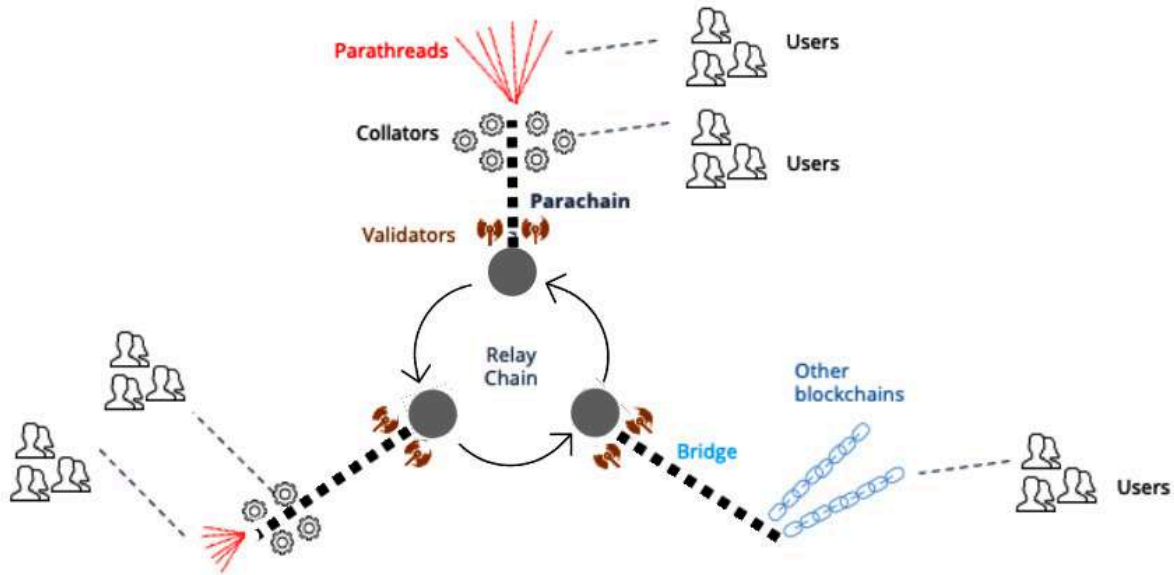 Parathreads
Users
Collators
Users
Parachain
Validators
Relay
Chain
Other
blockchains
Bridge
Users